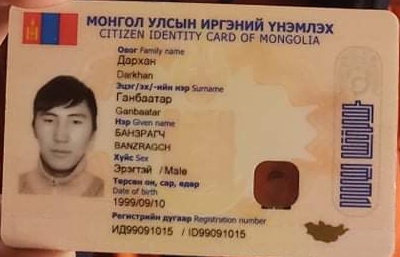 МОНГОЛ УЛСЫН ИРГЭНИЙ ҮНЭМЛЭХ
CITIZEN IDENTITY CARD OF MONGOLIA
Овог Family name
Дархан
Darkhan
Эцэг/эх/-ийн нэр Surname
Ганбаатар
Ganbaatar
Нэр Given name
БАНЗРАГЧ
BANZRAGCH
Хүйс Sex
Эрэгтэй / Male
Төрсөн он, сар, өдөр
Date of birth
1999/09/10
Регистрийн дугаар Registration number
ИД99091015 / ID99091015